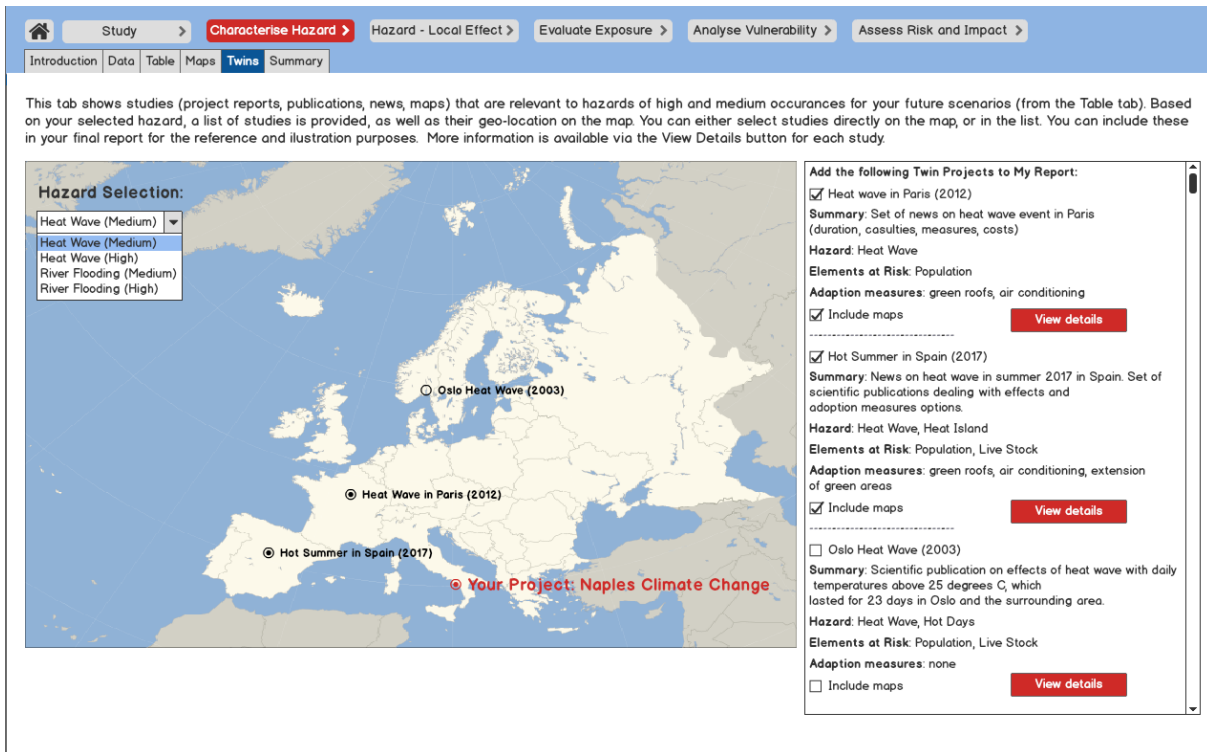 Study
Characterise Hazard
Hazard - Local Effect
Evaluate Exposure
Analyse Vulnerability
Assess Risk and Impact
Introduction
Data
Table
Maps
Twins
Summary
This tab shows studies (project reports, publications, news, maps) that are relevant to hazards of high and medium occurances for your future scenarios (from the Table tab). Based
on your selected hazard, a list of studies is provided, as well as their geo-location on the map. You can either select studies directly on the map, or in the list. You can include these
in your final report for the reference and ilustration purposes. More information is available via the View Details button for each study.
Hazard Selection:
Heat Wave (Medium)
Heat Wave (Medium)
Heat Wave (High)
River Flooding (Medium)
River Flooding (High)
Oslo Heat Wave (2003)
Heat Wave in Paris (2012)
Hot Summer in Spain (2017)
Your Project: Naples Climate Change
Add the following Twin Projects to My Report:
Heat wave in Paris (2012)
Summary: Set of news on heat wave event in Paris
(duration, casulties, measures, costs)
Hazard: Heat Wave
Elements at Risk: Population
Adaption measures: green roofs, air conditioning
Include maps
View details
Hot Summer in Spain (2017)
Summary: News on heat wave in summer 2017 in Spain. Set of
scientific publications dealing with effects and
adoption measures options.
Hazard: Heat Wave, Heat Island
Elements at Risk: Population, Live Stock
Adaption measures: green roofs, air conditioning, extension
of green areas
Include maps
View details
Oslo Heat Wave (2003)
Summary: Scientific publication on effects of heat wave with daily
temperatures above 25 degrees C, which
lasted for 23 days in Oslo and the surrounding area.
Hazard: Heat Wave, Hot Days
Elements at Risk: Population, Live Stock
Adaption measures: none
Include maps
View details